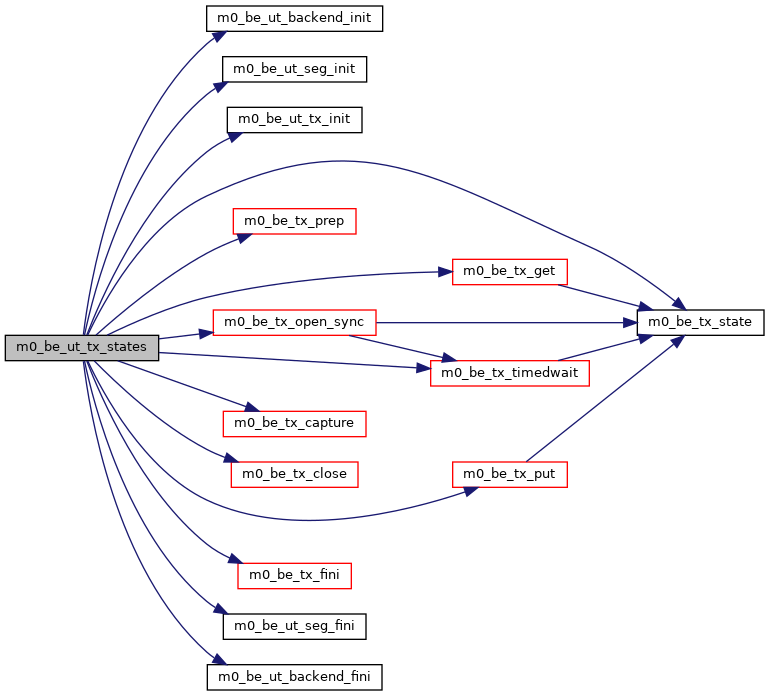 m0_be_ut_backend_init
m0_be_ut_seg_init
m0_be_ut_tx_init
m0_be_tx_prep
m0_be_tx_get
m0_be_tx_open_sync
m0_be_tx_state
m0_be_ut_tx_states
m0_be_tx_timedwait
m0_be_tx_capture
m0_be_tx_close
m0_be_tx_put
m0_be_tx_fini
m0_be_ut_seg_fini
m0_be_ut_backend_fini